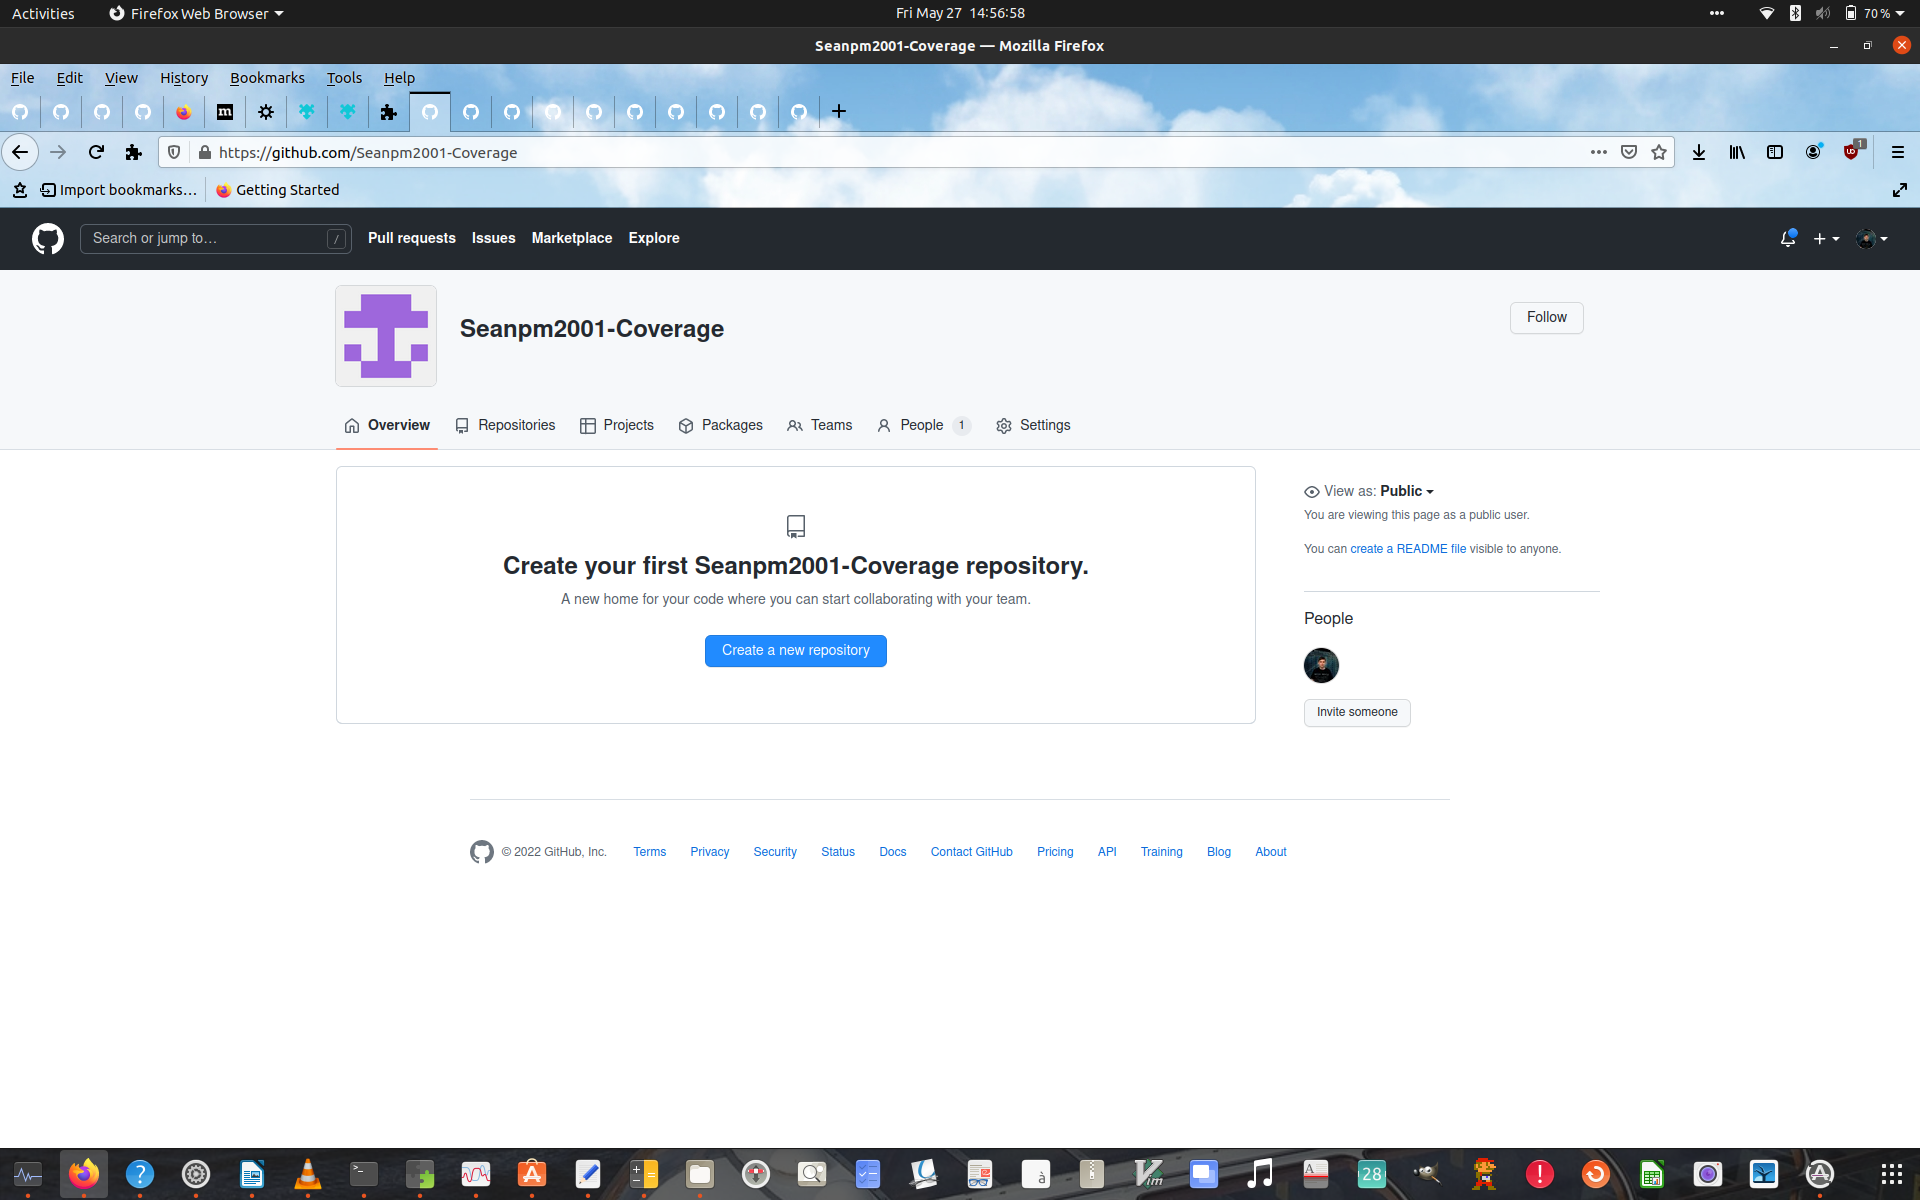 Activities Firefox Web Browser Fri May 27 14:56:58 70 %
Seanpm2001-Coverage — Mozilla Firefox
File Edit View History Bookmarks Tools Help
https://github.com/Seanpm2001-Coverage 1
Import bookmarks... Getting Started
Search or jump to... / Pull requests Issues Marketplace Explore
Seanpm2001-Coverage
Follow
Overview Repositories Projects Packages Teams People 1 Settings
View as: Public
You are viewing this page as a public user.
You can create a README file visible to anyone.
Create your first Seanpm2001-Coverage repository.
A new home for your code where you can start collaborating with your team.
Create a new repository
People
Invite someone
© 2022 GitHub, Inc. Terms Privacy Security Status Docs Contact GitHub Pricing API Training Blog About
28